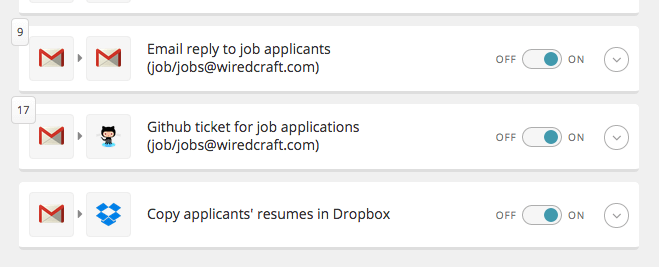 9
Email reply to job applicants
(job/jobs@wiredcraft.com)
OFF ON
17
Github ticket for job applications
(job/jobs@wiredcraft.com)
OFF ON
Copy applicants' resumes in Dropbox
OFF ON